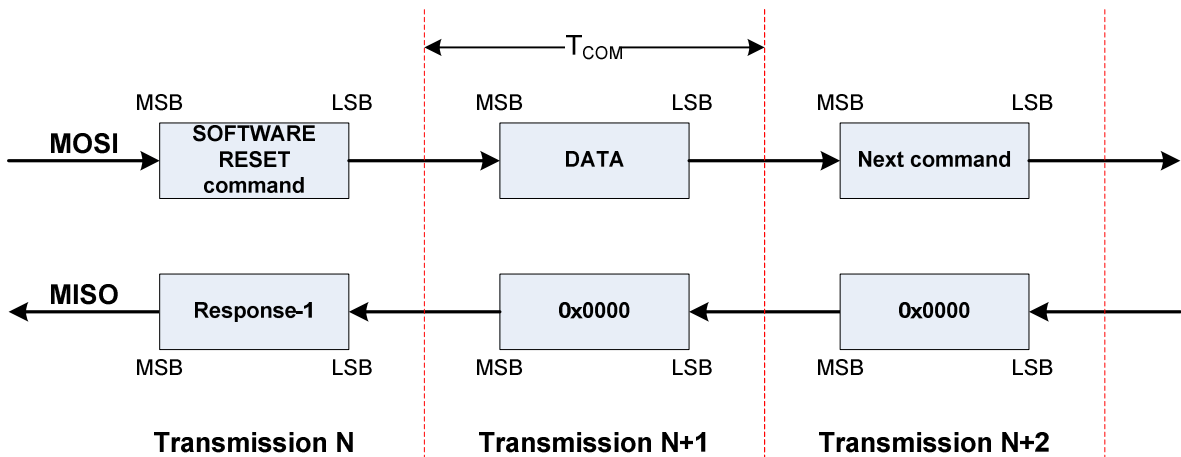 T_COM
MSB LSB MSB LSB MSB LSB
MOSI
SOFTWARE
RESET
command
DATA
Next command
MISO
Response-1
0x0000
0x0000
MSB LSB MSB LSB MSB LSB
Transmission N Transmission N+1 Transmission N+2